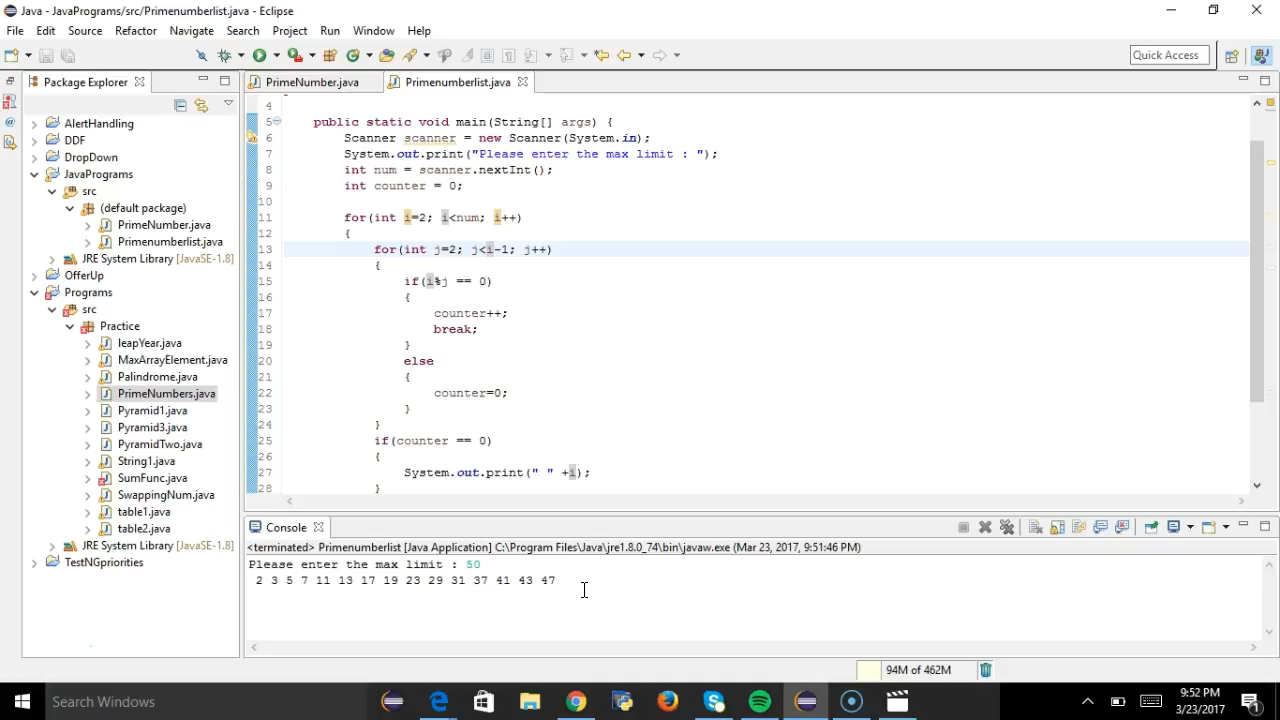 Java - JavaPrograms/src/Primenumberlist.java - Eclipse
File Edit Source Refactor Navigate Search Project Run Window Help
Quick Access
Package Explorer
PrimeNumber.java
Primenumberlist.java
AlertHandling
DDF
DropDown
JavaPrograms
src
(default package)
PrimeNumber.java
Primenumberlist.java
JRE System Library [JavaSE-1.8]
OfferUp
Programs
src
Practice
leapYear.java
MaxArrayElement.java
Palindrome.java
PrimeNumbers.java
Pyramid1.java
Pyramid3.java
PyramidTwo.java
String1.java
SumFunc.java
SwappingNum.java
table1.java
table2.java
JRE System Library [JavaSE-1.8]
TestNGpriorities
4
5 public static void main(String[] args) {
6 Scanner scanner = new Scanner(System.in);
7 System.out.print("Please enter the max limit : ");
8 int num = scanner.nextInt();
9 int counter = 0;
10
11 for(int i=2; i<num; i++)
12 {
13 for(int j=2; j<i-1; j++)
14 {
15 if(i%j == 0)
16 {
17 counter++;
18 break;
19 }
20 else
21 {
22 counter=0;
23 }
24 }
25 if(counter == 0)
26 {
27 System.out.print(" " +i);
28 }
Console
<terminated> Primenumberlist [Java Application] C:\Program Files\Java\jre1.8.0_74\bin\javaw.exe (Mar 23, 2017, 9:51:46 PM)
Please enter the max limit : 50
2 3 5 7 11 13 17 19 23 29 31 37 41 43 47
94M of 462M
Search Windows
9:52 PM
3/23/2017
1